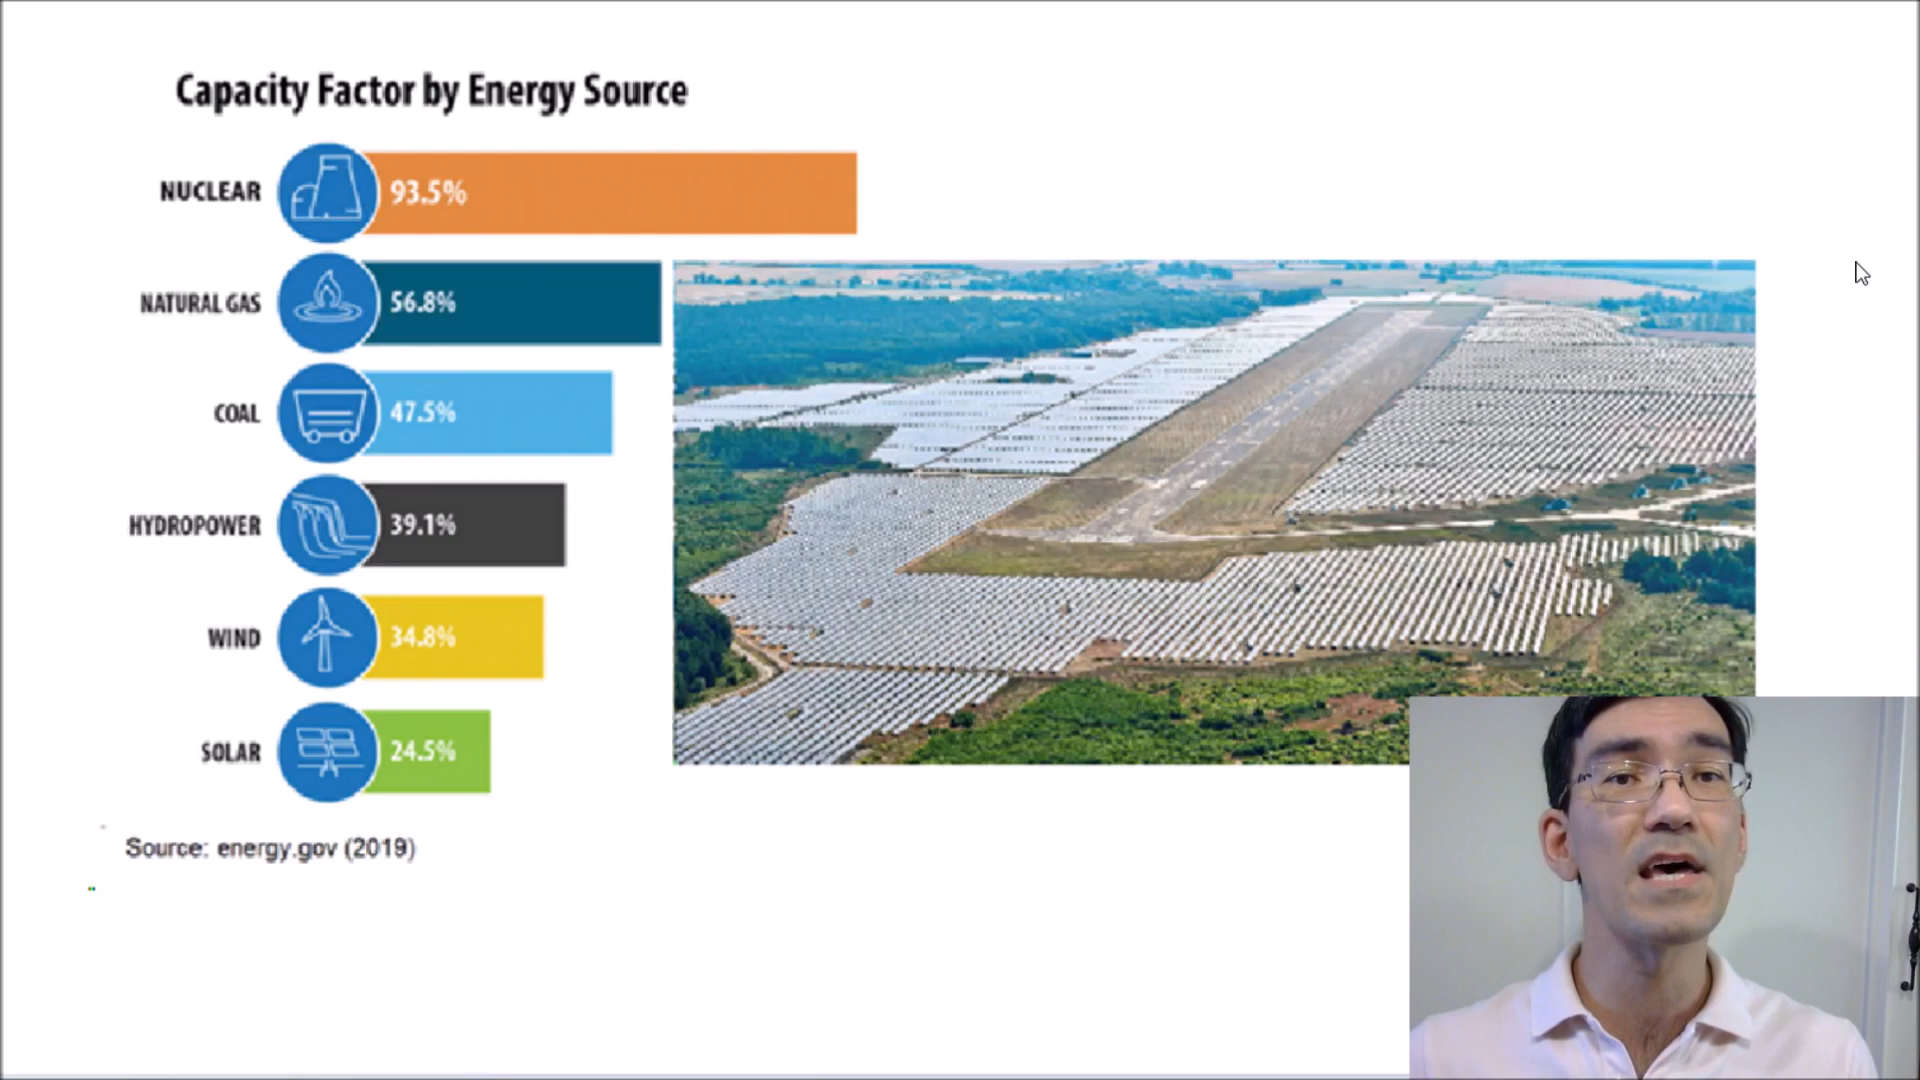 Capacity Factor by Energy Source
NUCLEAR 93.5%
NATURAL GAS 56.8%
COAL 47.5%
HYDROPOWER 39.1%
WIND 34.8%
SOLAR 24.5%
Source: energy.gov (2019)